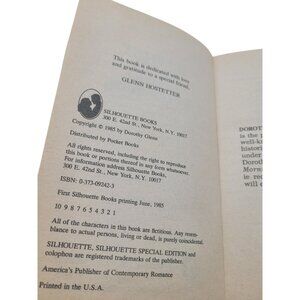 This book is dedicated with love
and gratitude to a special friend,
GLENN HOSTETTER
SILHOUETTE BOOKS
300 E. 42nd St., New York, N.Y. 10017
Copyright © 1985 by Dorothy Glenn
Distributed by Pocket Books
All rights reserved, including the right to reproduce
this book or portions thereof in any form whatsoever.
For information address Silhouette Books,
300 E. 42nd St., New York, N.Y. 10017
ISBN: 0-373-09242-3
First Silhouette Books printing June, 1985
10 9 8 7 6 5 4 3 2 1
All of the characters in this book are fictitious. Any resem-
blance to actual persons, living or dead, is purely coincidental.
SILHOUETTE, SILHOUETTE SPECIAL EDITION and
colophon are registered trademarks of the publisher.
America's Publisher of Contemporary Romance
Printed in the U.S.A.
DOROT
is the p
well-kn
histori
under
Dorod
Morni
ie. rec
will